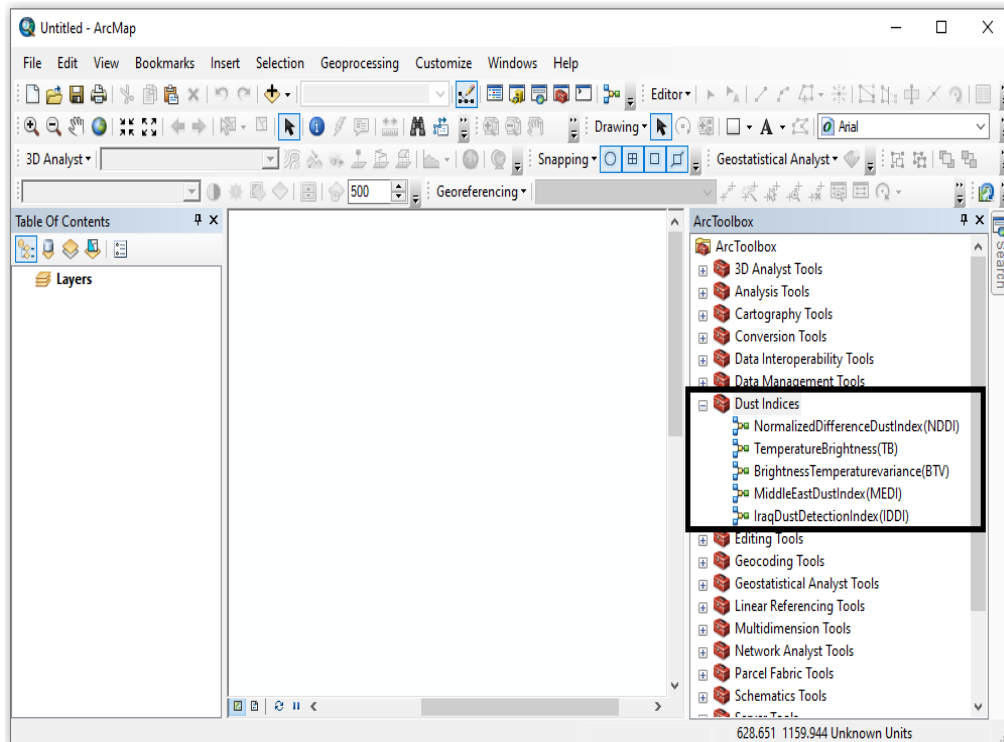 Untitled - ArcMap
File Edit View Bookmarks Insert Selection Geoprocessing Customize Windows Help
Editor
Drawing A Arial
3D Analyst Snapping Geostatistical Analyst
500 Georeferencing
Table Of Contents
Layers
ArcToolbox
ArcToolbox
3D Analyst Tools
Analysis Tools
Cartography Tools
Conversion Tools
Data Interoperability Tools
Data Management Tools
Dust Indices
NormalizedDifferenceDustIndex(NDDI)
TemperatureBrightness(TB)
BrightnessTemperaturevariance(BTV)
MiddleEastDustIndex(MEDI)
IraqDustDetectionIndex(IDDI)
Editing Tools
Geocoding Tools
Geostatistical Analyst Tools
Linear Referencing Tools
Multidimension Tools
Network Analyst Tools
Parcel Fabric Tools
Schematics Tools
Server Tools
Search
628.651 1159.944 Unknown Units